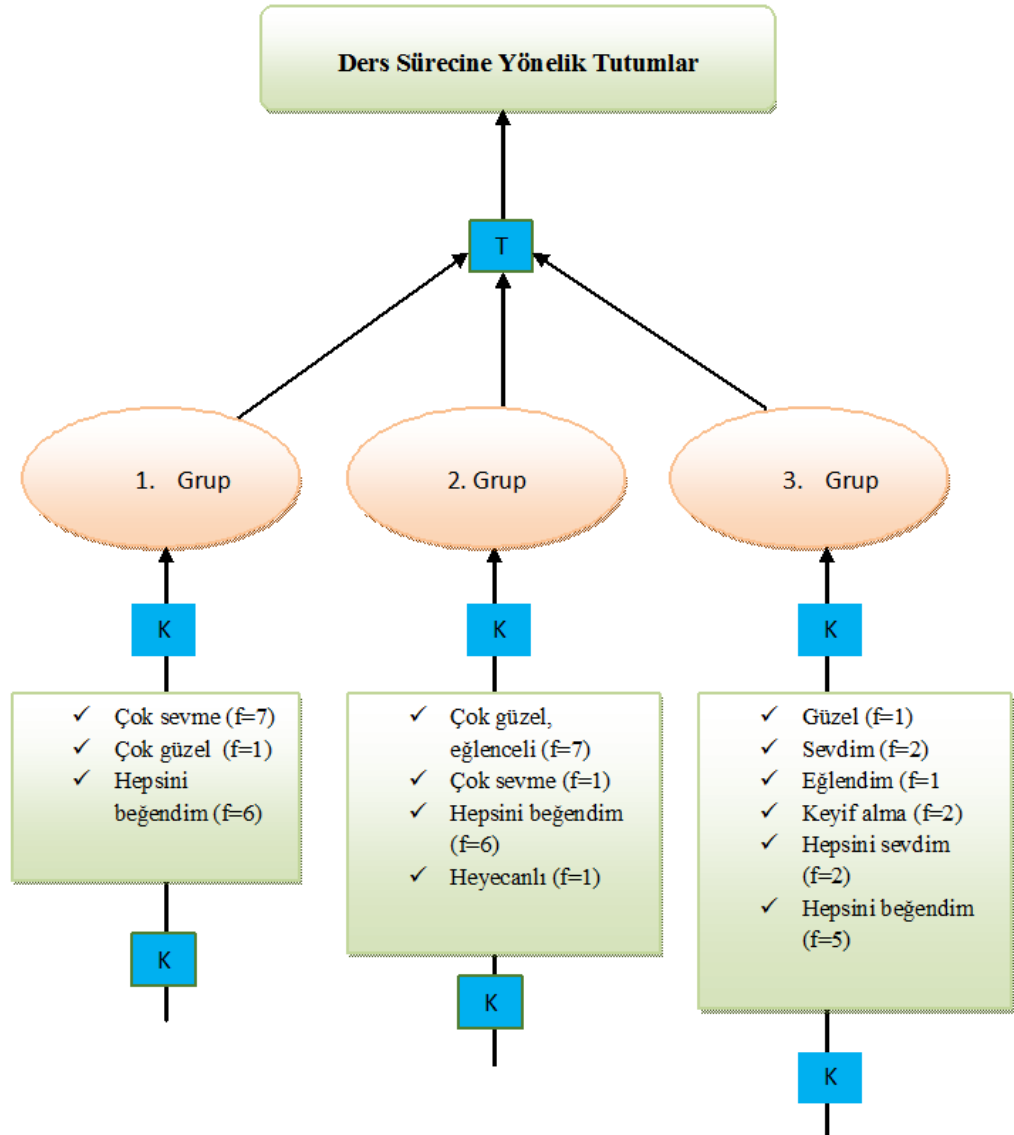 Ders Sürecine Yönelik Tutumlar
T
1. Grup
2. Grup
3. Grup
K
K
K
✓ Çok sevme (f=7)
✓ Çok güzel (f=1)
✓ Hepsini
beğendim (f=6)
✓ Çok güzel,
eğlenceli (f=7)
✓ Çok sevme (f=1)
✓ Hepsini beğendim
(f=6)
✓ Heyecanlı (f=1)
✓ Güzel (f=1)
✓ Sevdim (f=2)
✓ Eğlendim (f=1
✓ Keyif alma (f=2)
✓ Hepsini sevdim
(f=2)
✓ Hepsini beğendim
(f=5)
K
K
K